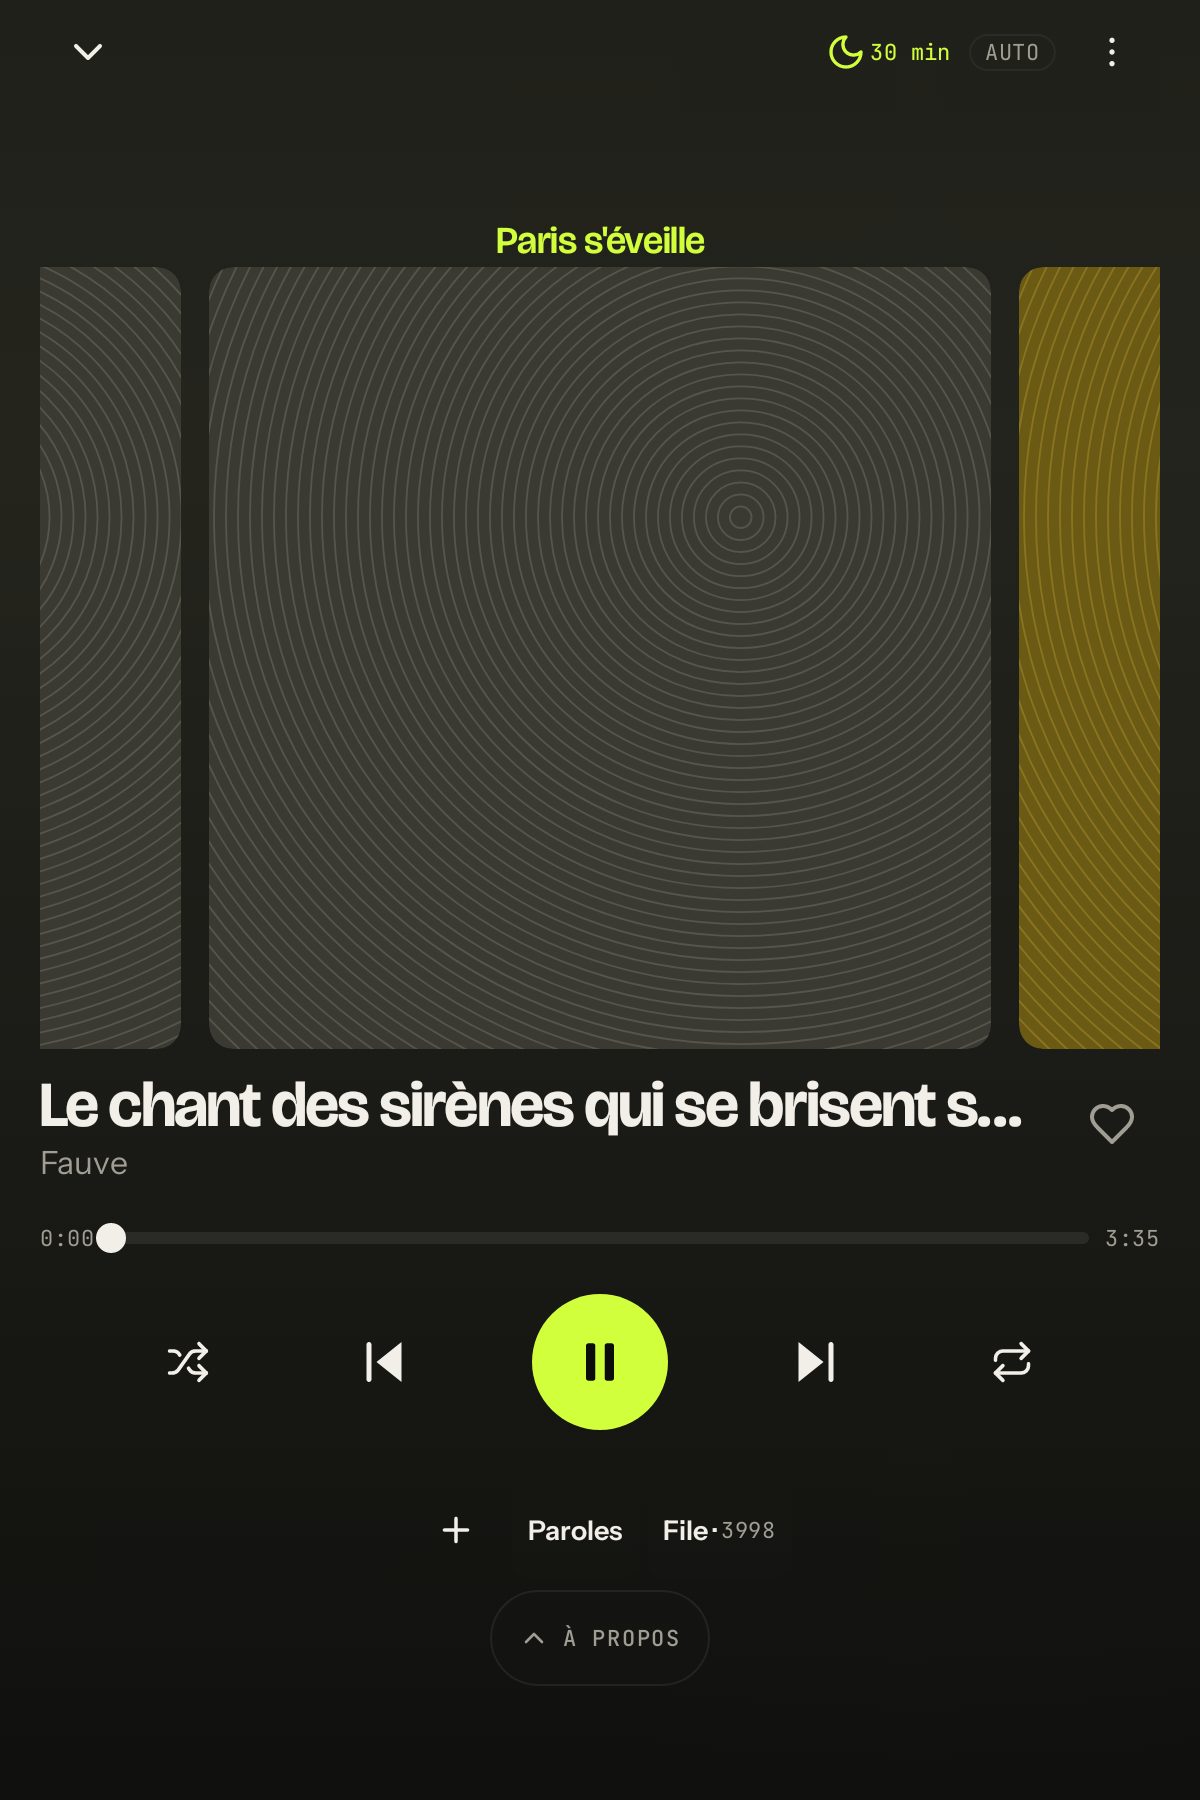 30 min AUTO
Paris s'éveille
Le chant des sirènes qui se brisent s...
Fauve
0:00 3:35
Paroles File·3998
À PROPOS